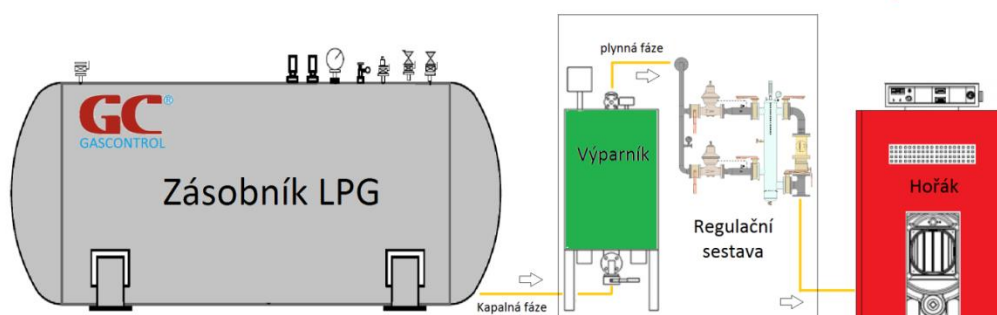 GC®
GASCONTROL
Zásobník LPG
Kapalná fáze
plynná fáze
Výparník
Regulační
sestava
Hořák